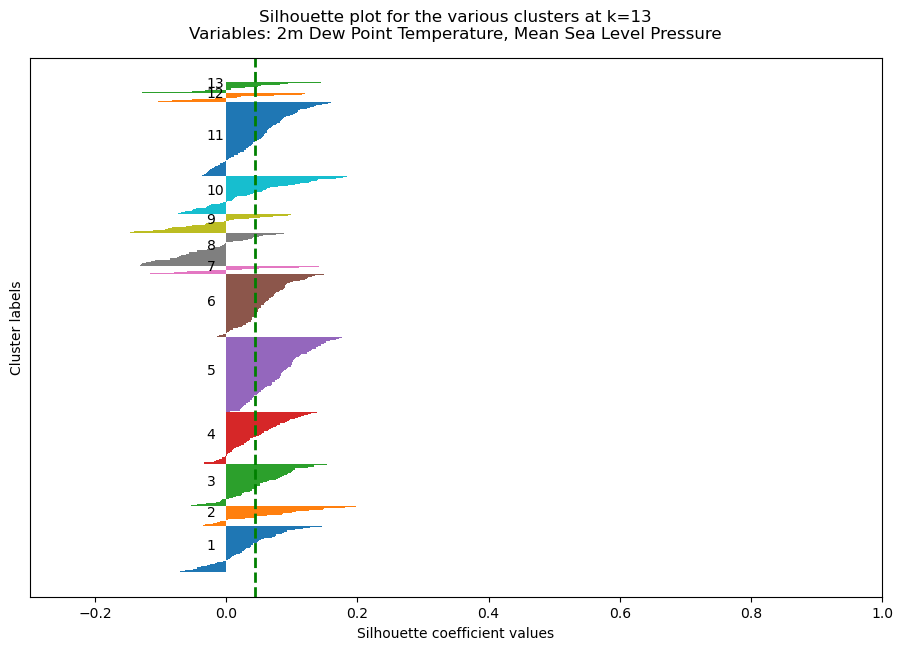 Silhouette plot for the various clusters at k=13
Variables: 2m Dew Point Temperature, Mean Sea Level Pressure
13
12
11
10
9
8
7
6
5
4
3
2
1
Cluster labels
−0.2 0.0 0.2 0.4 0.6 0.8 1.0
Silhouette coefficient values